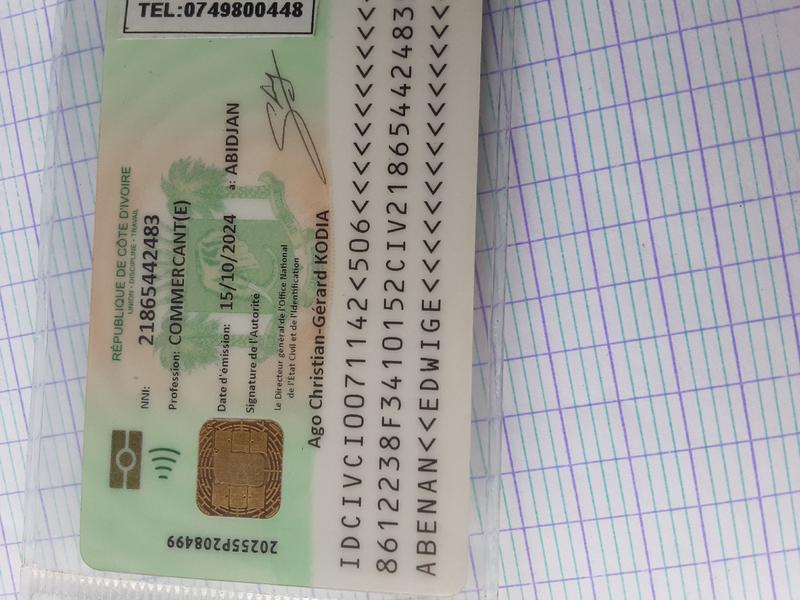 TEL:0749800448
RÉPUBLIQUE DE CÔTE D'IVOIRE
UNION - DISCIPLINE - TRAVAIL
NNI: 21865442483
Profession: COMMERCANT(E)
Date d'émission: 15/10/2024 à: ABIDJAN
Signature de l'Autorité
le Directeur général de l'Office National
de l'État Civil et de l'Identification
Ago Christian-Gérard KODIA
20255P208499
IDCIVCI0071142<506<<<<<<<<<<<<
8612238F3410152CIV21865442483
ABENAN<<EDWIGE<<<<<<<<<<<<<<<<